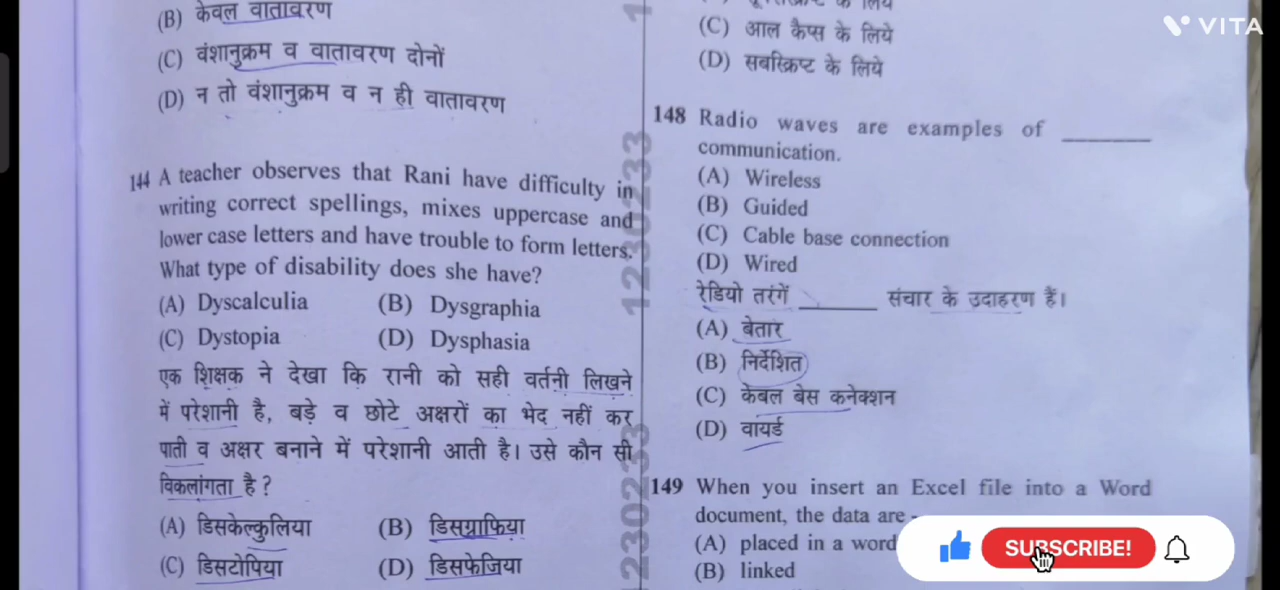 (B) केवल वातावरण
(C) वंशानुक्रम व वातावरण दोनों
(D) न तो वंशानुक्रम व न ही वातावरण
144 A teacher observes that Rani have difficulty in
writing correct spellings, mixes uppercase and
lower case letters and have trouble to form letters.
What type of disability does she have?
(A) Dyscalculia (B) Dysgraphia
(C) Dystopia (D) Dysphasia
एक शिक्षक ने देखा कि रानी को सही वर्तनी लिखने
में परेशानी है, बड़े व छोटे अक्षरों का भेद नहीं कर
पाती व अक्षर बनाने में परेशानी आती है। उसे कौन सी
विकलांगता है?
(A) डिसकेल्कुलिया (B) डिसग्राफिया
(C) डिसटोपिया (D) डिसफेजिया
1230233
230233
के लिये
(C) आल कैप्स के लिये
(D) सबस्क्रिप्ट के लिये
148 Radio waves are examples of ________
communication.
(A) Wireless
(B) Guided
(C) Cable base connection
(D) Wired
रेडियो तरंगें ________ संचार के उदाहरण हैं।
(A) बेतार
(B) निर्देशित
(C) केबल बेस कनेक्शन
(D) वायर्ड
149 When you insert an Excel file into a Word
document, the data are
(A) placed in a word
(B) linked
VITA
SUBSCRIBE!